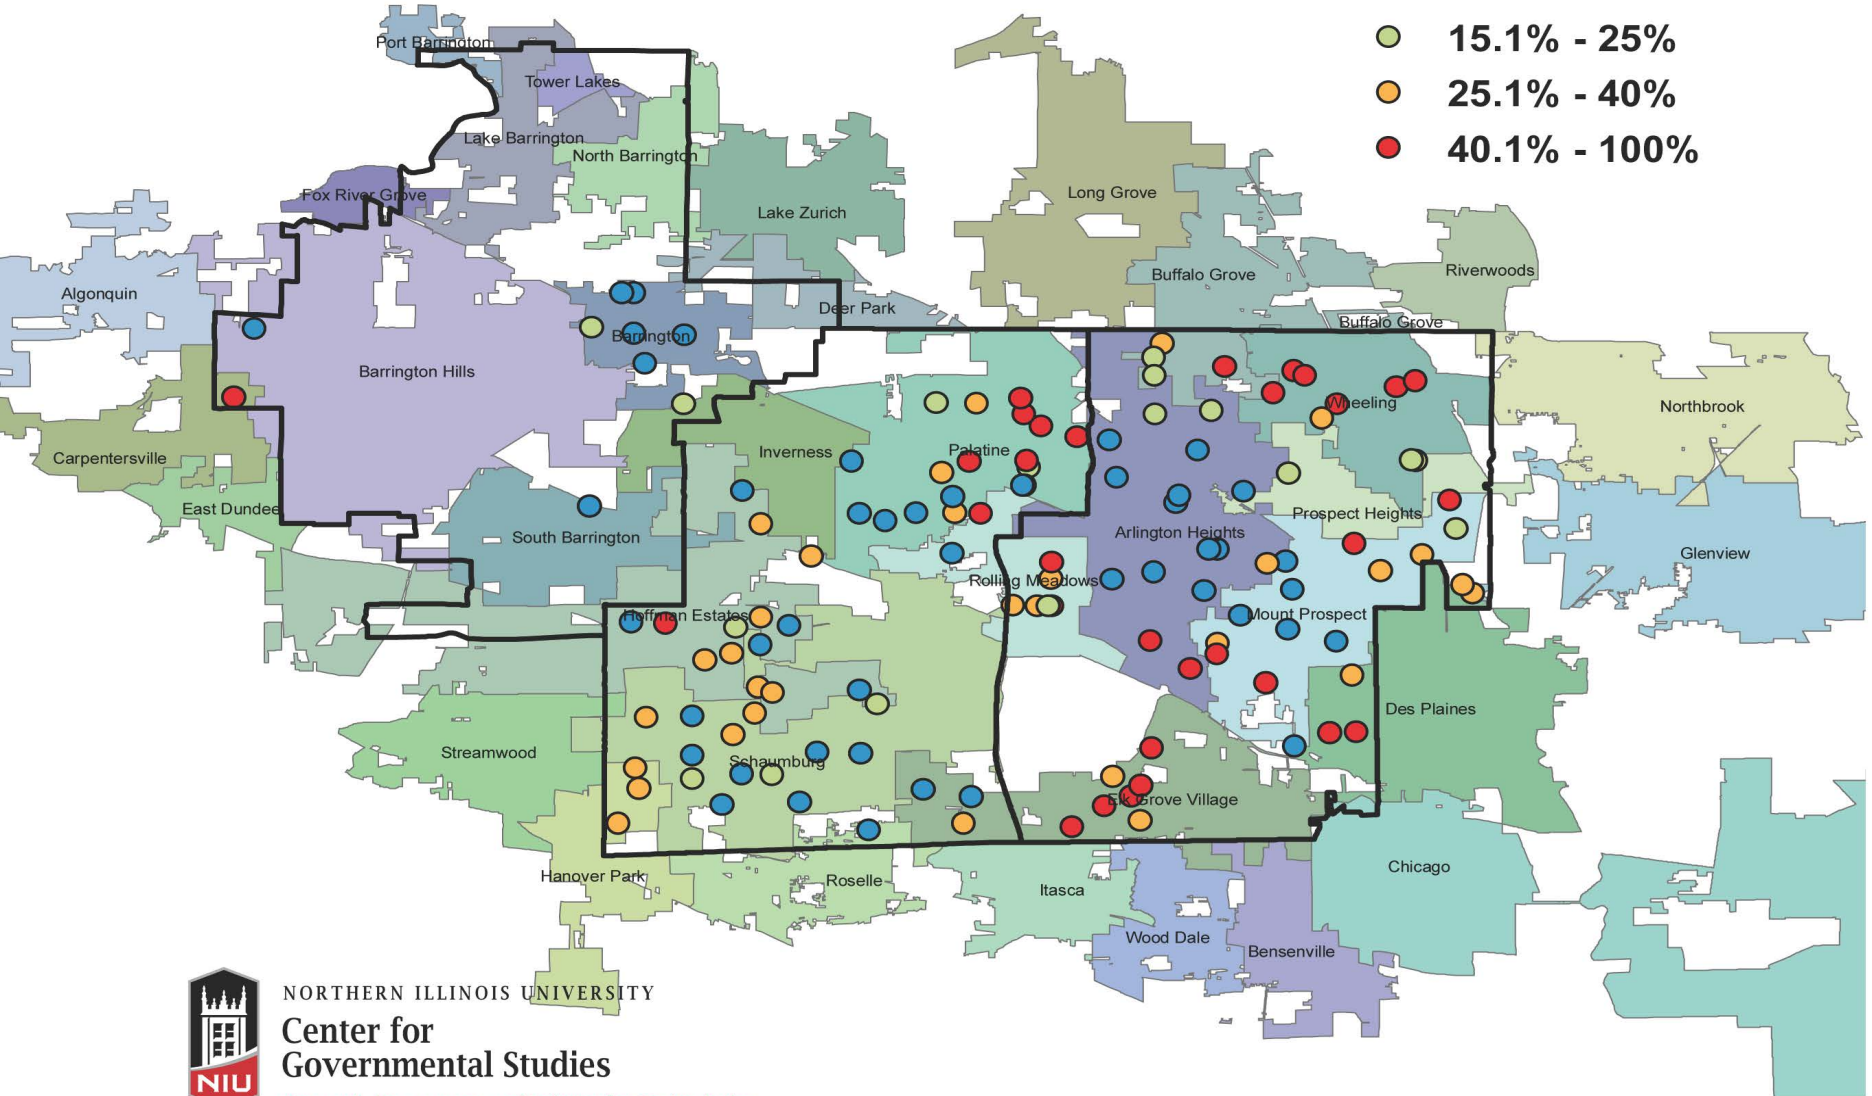 15.1% - 25%
25.1% - 40%
40.1% - 100%
Port Barrington
Tower Lakes
Lake Barrington
North Barrington
Fox River Grove
Lake Zurich
Long Grove
Buffalo Grove
Riverwoods
Algonquin
Deer Park
Buffalo Grove
Barrington
Barrington Hills
Wheeling
Northbrook
Carpentersville
Inverness
Palatine
East Dundee
South Barrington
Arlington Heights
Prospect Heights
Glenview
Rolling Meadows
Hoffman Estates
Mount Prospect
Des Plaines
Streamwood
Schaumburg
Elk Grove Village
Hanover Park
Roselle
Itasca
Chicago
Wood Dale
Bensenville
NORTHERN ILLINOIS UNIVERSITY
Center for
Governmental Studies
NIU